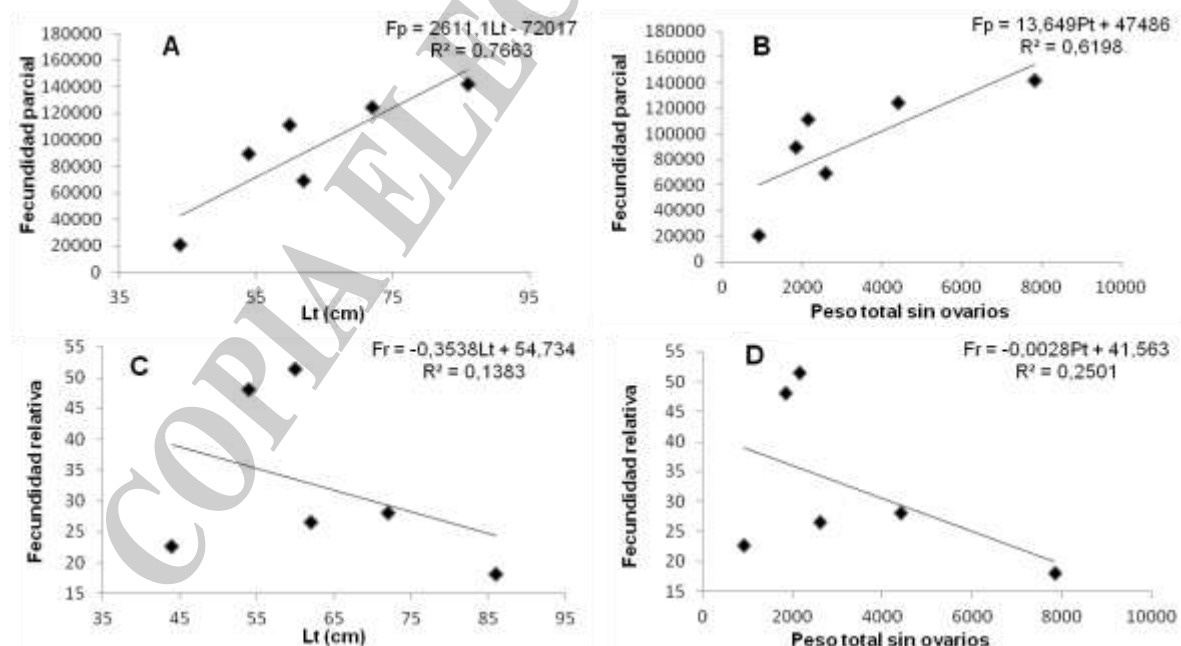 A
Fp = 2611,1Lt - 72017
R² = 0,7663
Fecundidad parcial
180000
160000
140000
120000
100000
80000
60000
40000
20000
0
35 55 75 95
Lt (cm)
B
Fp = 13,649Pt + 47486
R² = 0,6198
Fecundidad parcial
180000
160000
140000
120000
100000
80000
60000
40000
20000
0
0 2000 4000 6000 8000 10000
Peso total sin ovarios
C
Fr = -0,3538Lt + 54,734
R² = 0,1383
Fecundidad relativa
55
50
45
40
35
30
25
20
15
35 45 55 65 75 85 95
Lt (cm)
D
Fr = -0,0028Pt + 41,563
R² = 0,2501
Fecundidad relativa
55
50
45
40
35
30
25
20
15
0 2000 4000 6000 8000 10000
Peso total sin ovarios
COPIA ELEC